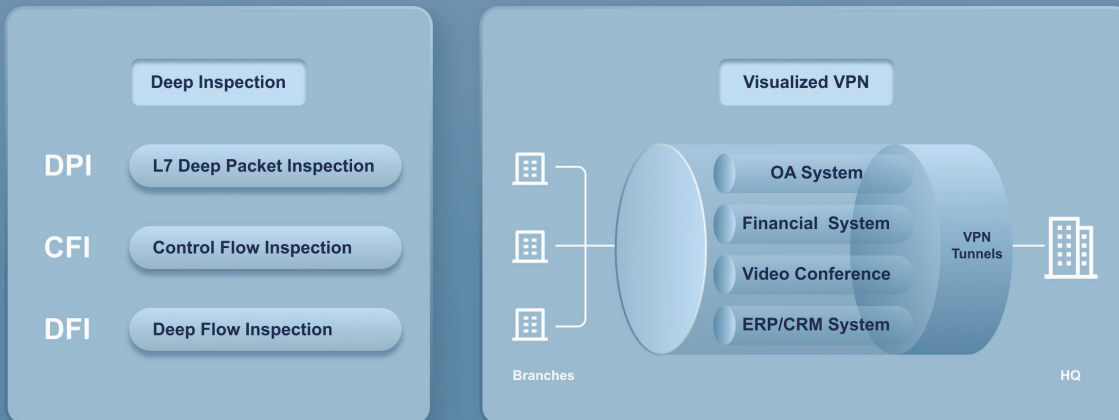 Deep Inspection
DPI
L7 Deep Packet Inspection
CFI
Control Flow Inspection
DFI
Deep Flow Inspection
Visualized VPN
OA System
Financial System
Video Conference
ERP/CRM System
VPN
Tunnels
Branches
HQ